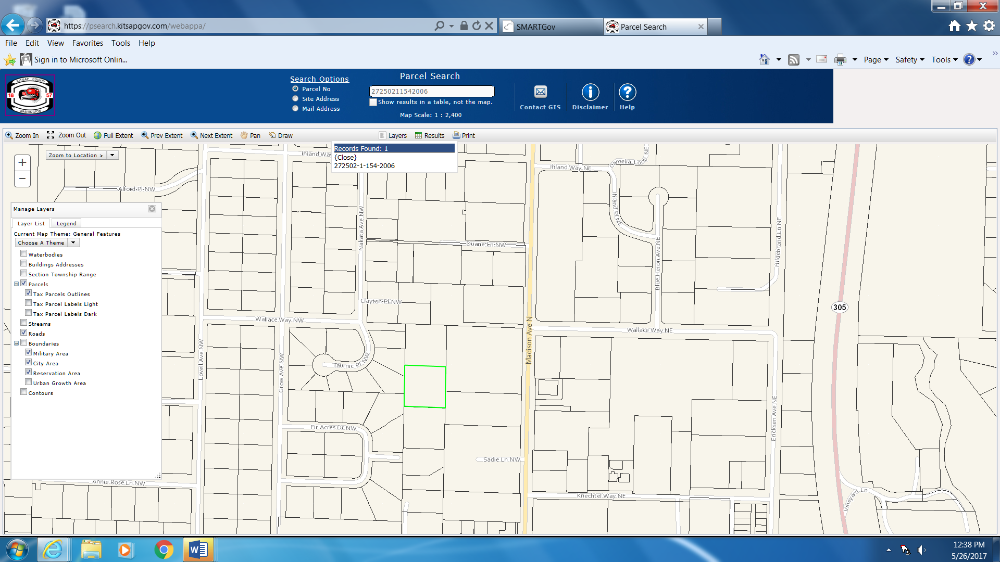 https://psearch.kitsapgov.com/webappa/
SMARTGov
Parcel Search
File Edit View Favorites Tools Help
Sign in to Microsoft Onlin...
Page Safety Tools
KITSAP COUNTY
18 57
WASHINGTON
Search Options
Parcel No
Site Address
Mail Address
Parcel Search
27250211542006
Show results in a table, not the map.
Map Scale: 1 : 2,400
Contact GIS
Disclaimer
Help
Zoom In Zoom Out Full Extent Prev Extent Next Extent Pan Draw Layers Results Print
Records Found: 1
{Close}
272502-1-154-2006
Zoom to Location >
+
−
Manage Layers
Layer List Legend
Current Map Theme: General Features
Choose A Theme
Waterbodies
Buildings Addresses
Section Township Range
Parcels
Tax Parcels Outlines
Tax Parcel Labels Light
Tax Parcel Labels Dark
Streams
Roads
Boundaries
Military Area
City Area
Reservation Area
Urban Growth Area
Contours
Ihland Way
Ihland Way NE
Camelia Loop NE
Alford Pl NW
Ihland Pl NE
Nakata Ave NW
Duane Ln NW
Hildebrand Ln NE
Blue Heron Ave NE
Clayton Pl NW
305
Wallace Way NW
Wallace Way NE
Madison Ave N
Lovell Ave NW
Grow Ave NW
Taurnic Pl NW
Fir Acres Dr NW
Ericksen Ave NE
Sadie Ln NW
Annie Rose Ln NW
Knechtel Way NE
Vineyard Ln
12:38 PM
5/26/2017